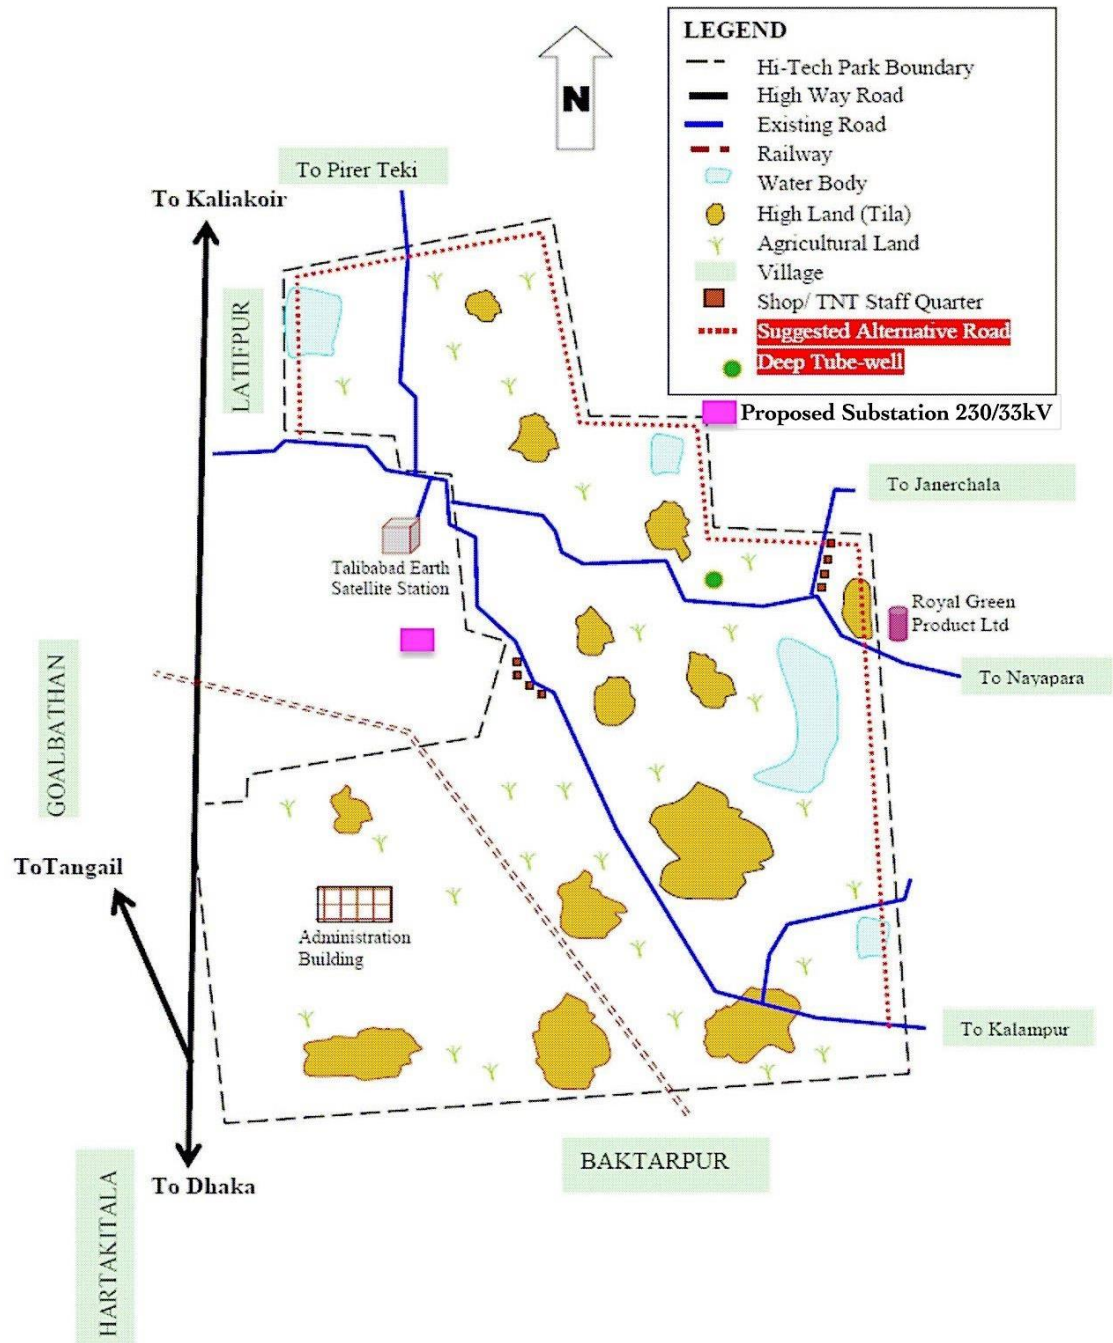 LEGEND
Hi-Tech Park Boundary
High Way Road
Existing Road
Railway
Water Body
High Land (Tila)
Agricultural Land
Village
Shop/ TNT Staff Quarter
Suggested Alternative Road
Deep Tube-well
Proposed Substation 230/33kV
N
To Pirer Teki
To Kaliakoir
LATIFPUR
To Janerchala
Talibabad Earth
Satellite Station
Royal Green
Product Ltd
To Nayapara
GOALBATHAN
ToTangail
Administration
Building
To Kalampur
BAKTARPUR
To Dhaka
HARTAKITALA